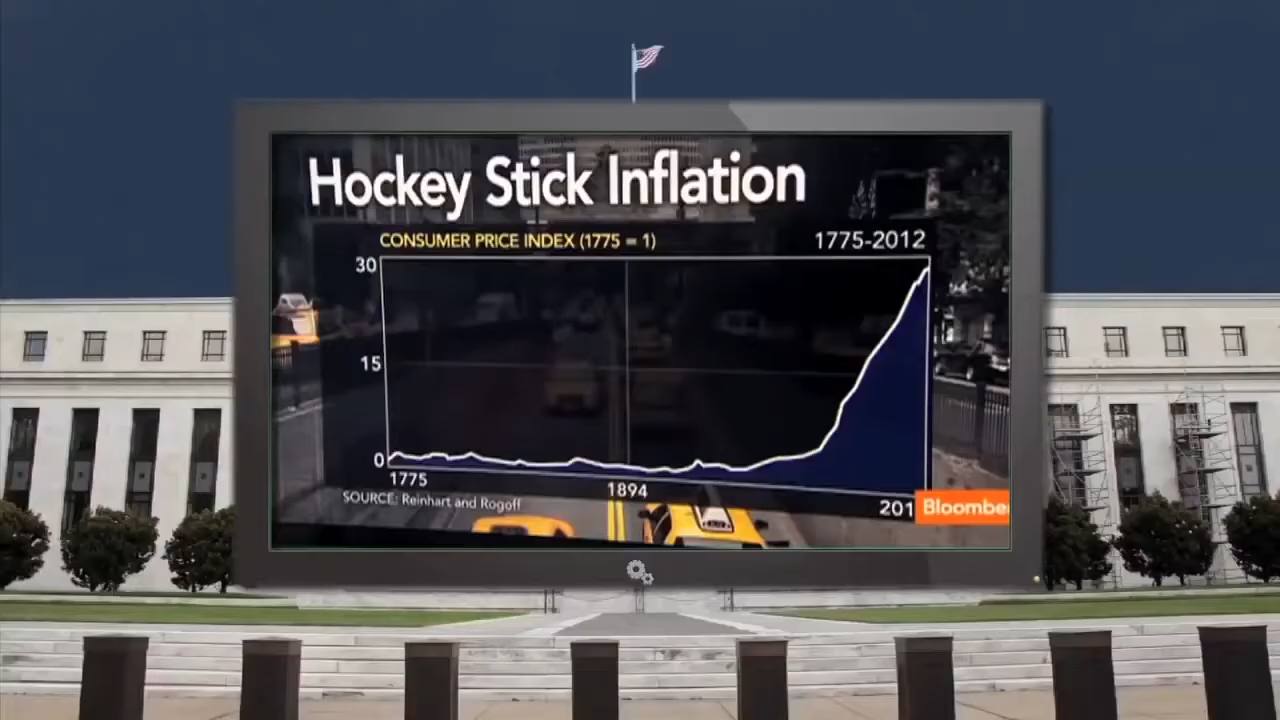 Hockey Stick Inflation
CONSUMER PRICE INDEX (1775 = 1)
1775-2012
30
15
0
1775
1894
201
SOURCE: Reinhart and Rogoff
Bloombe